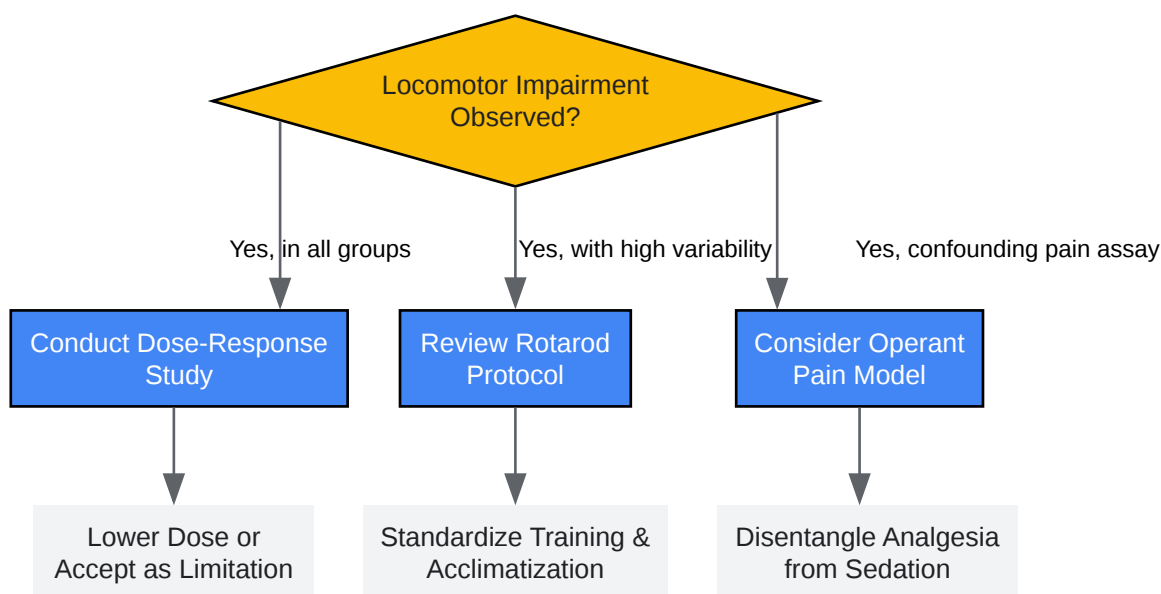 Locomotor Impairment
Observed?
Yes, in all groups
Yes, with high variability
Yes, confounding pain assay
Conduct Dose-Response
Study
Review Rotarod
Protocol
Consider Operant
Pain Model
Lower Dose or
Accept as Limitation
Standardize Training &
Acclimatization
Disentangle Analgesia
from Sedation